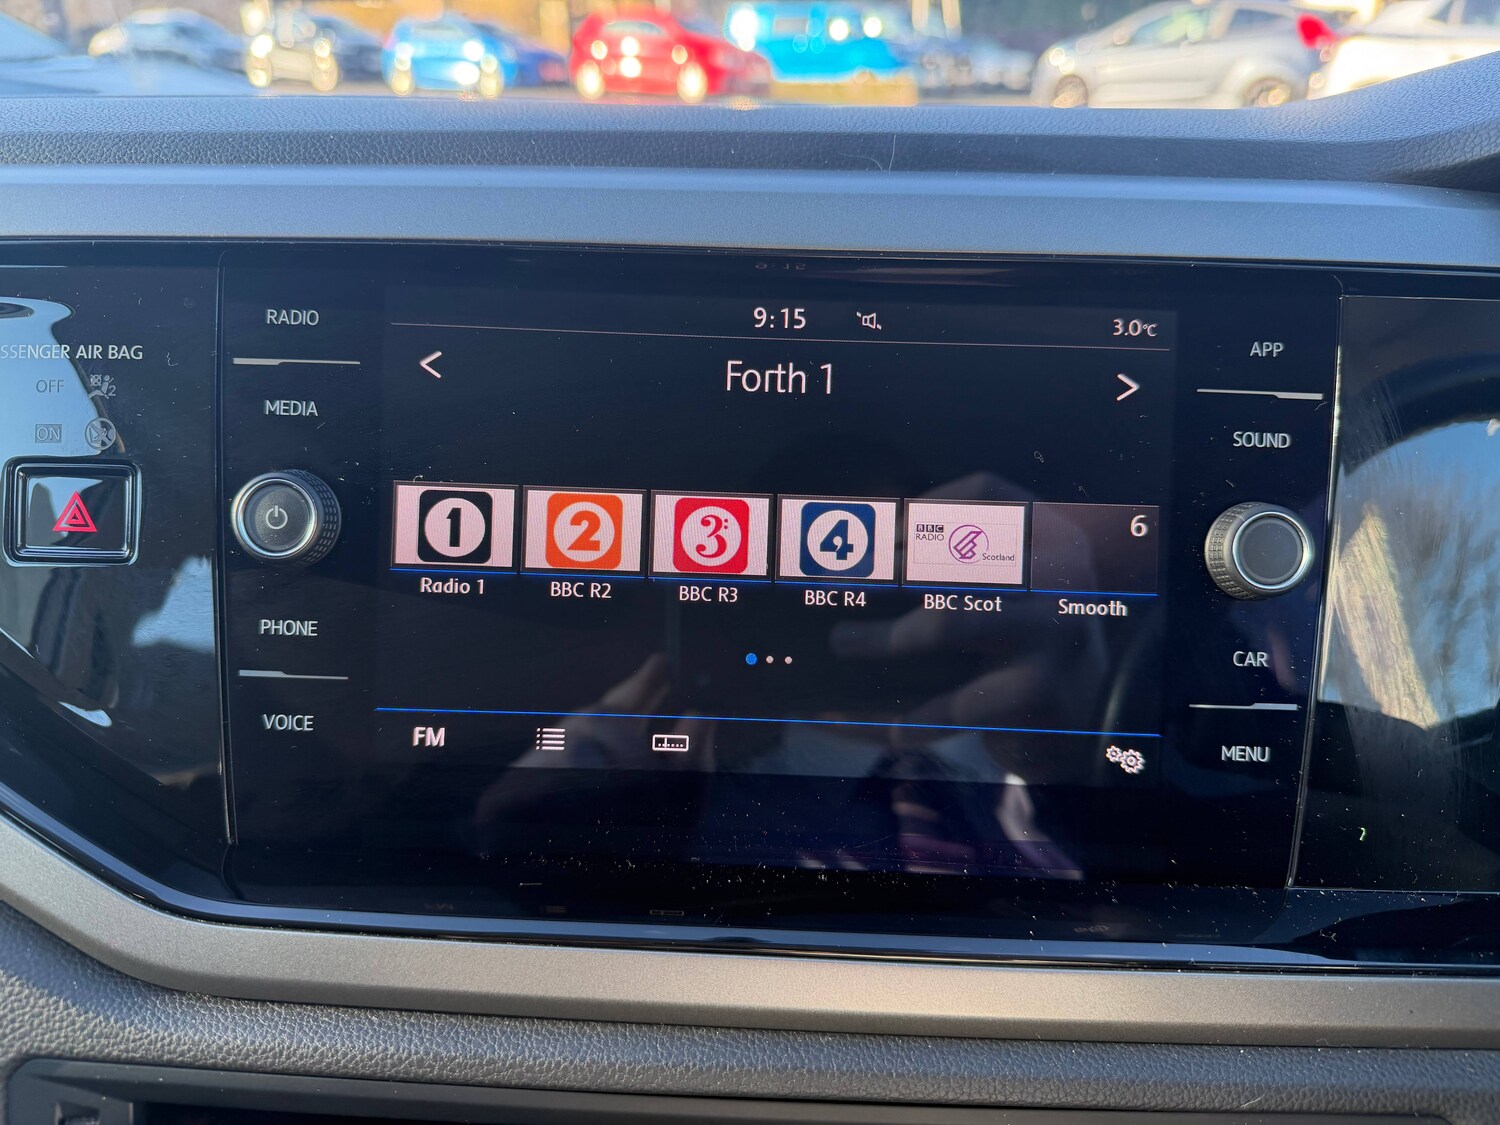 RADIO
MEDIA
PHONE
VOICE
SSENGER AIR BAG
OFF
2
ON
9:15
3.0°C
Forth 1
1
2
3
4
BBC
RADIO
Scotland
6
Radio 1
BBC R2
BBC R3
BBC R4
BBC Scot
Smooth
FM
APP
SOUND
CAR
MENU